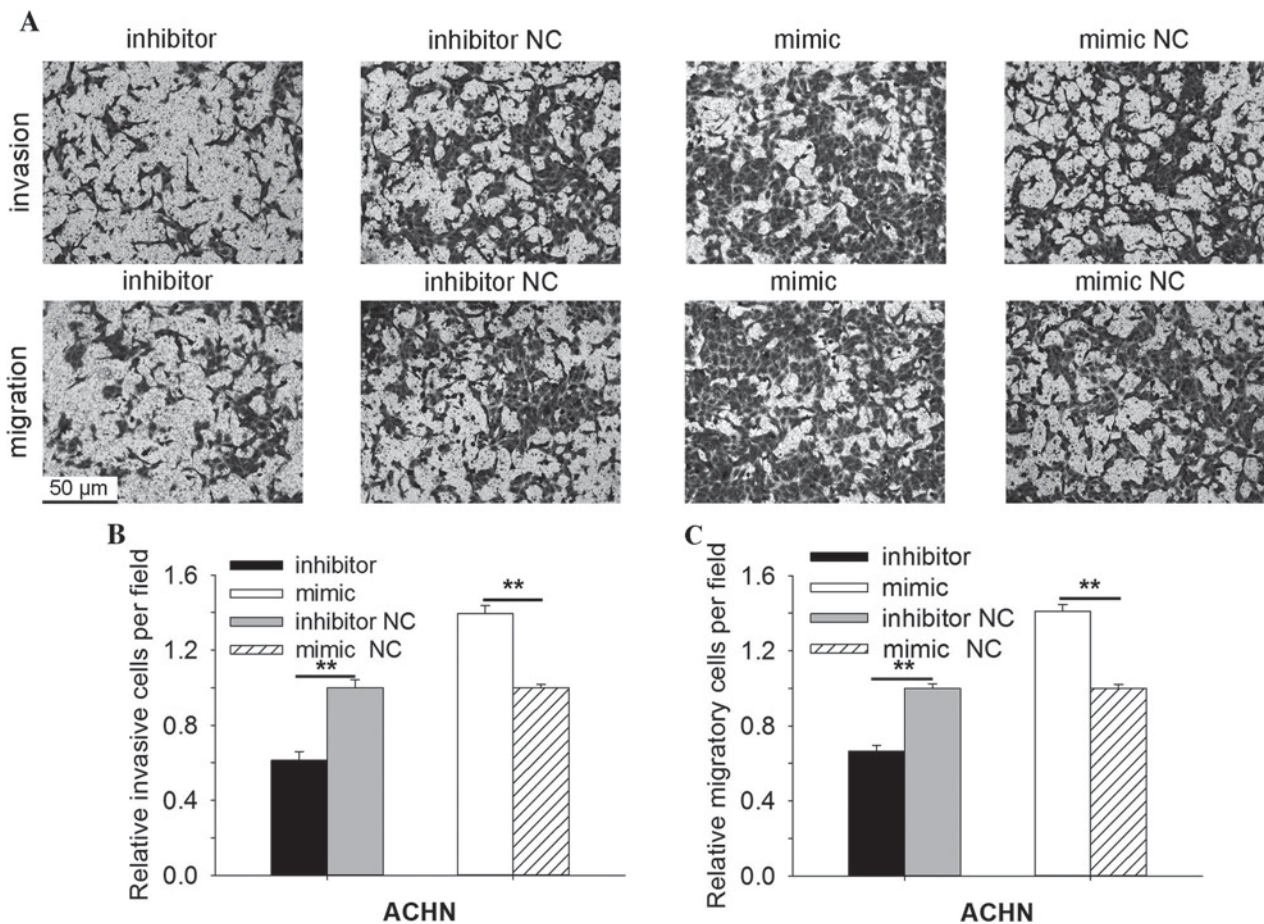 A
inhibitor inhibitor NC mimic mimic NC
invasion
inhibitor inhibitor NC mimic mimic NC
migration
50 µm
B
Relative invasive cells per field
1.6
1.2
0.8
0.4
0.0
inhibitor
mimic
inhibitor NC
mimic NC
**
**
ACHN
C
Relative migratory cells per field
1.6
1.2
0.8
0.4
0.0
inhibitor
mimic
inhibitor NC
mimic NC
**
**
ACHN